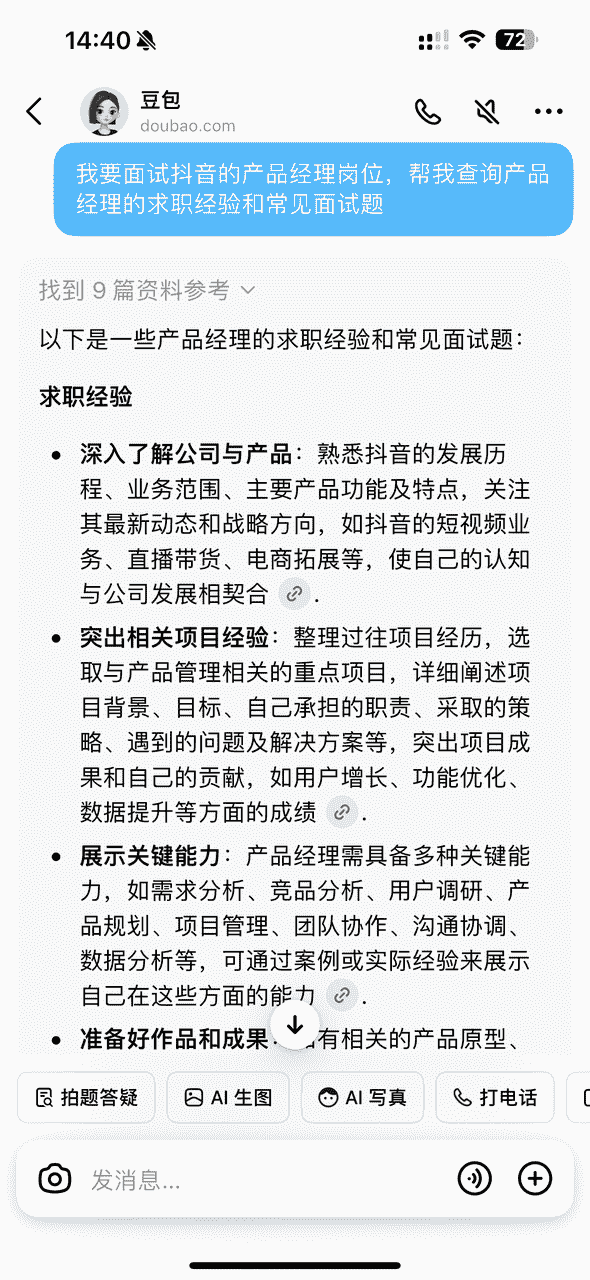 14:40
72
豆包
doubao.com
我要面试抖音的产品经理岗位，帮我查询产品
经理的求职经验和常见面试题
找到 9 篇资料参考
以下是一些产品经理的求职经验和常见面试题：
求职经验
深入了解公司与产品：熟悉抖音的发展历
程、业务范围、主要产品功能及特点，关注
其最新动态和战略方向，如抖音的短视频业
务、直播带货、电商拓展等，使自己的认知
与公司发展相契合 .
突出相关项目经验：整理过往项目经历，选
取与产品管理相关的重点项目，详细阐述项
目背景、目标、自己承担的职责、采取的策
略、遇到的问题及解决方案等，突出项目成
果和自己的贡献，如用户增长、功能优化、
数据提升等方面的成绩 .
展示关键能力：产品经理需具备多种关键能
力，如需求分析、竞品分析、用户调研、产
品规划、项目管理、团队协作、沟通协调、
数据分析等，可通过案例或实际经验来展示
自己在这些方面的能力 .
准备好作品和成果：有相关的产品原型、
拍题答疑
AI 生图
AI 写真
打电话
发消息...